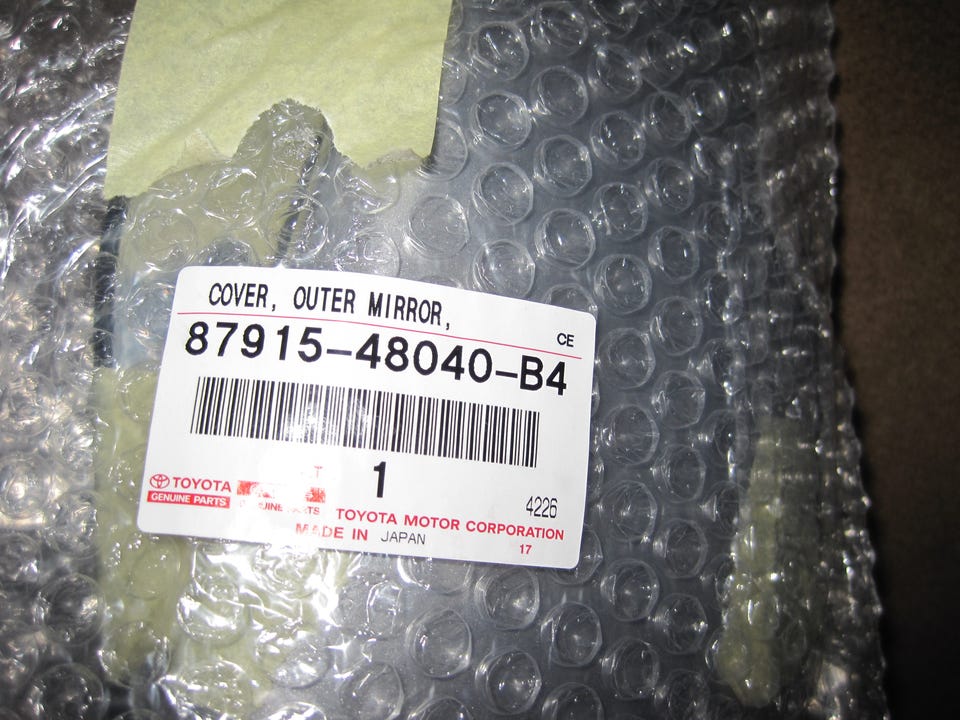 COVER, OUTER MIRROR,
CE
87915-48040-B4
1
TOYOTA
GENUINE PARTS
4226
TOYOTA MOTOR CORPORATION
MADE IN JAPAN
17